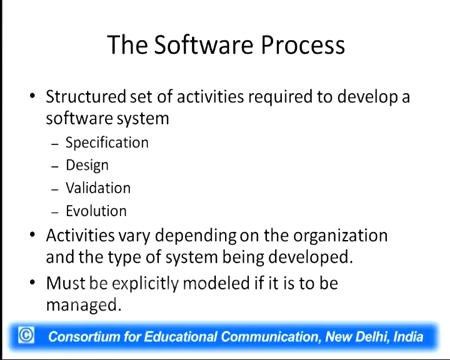 The Software Process
• Structured set of activities required to develop a
software system
– Specification
– Design
– Validation
– Evolution
• Activities vary depending on the organization
and the type of system being developed.
• Must be explicitly modeled if it is to be
managed.
© Consortium for Educational Communication, New Delhi, India